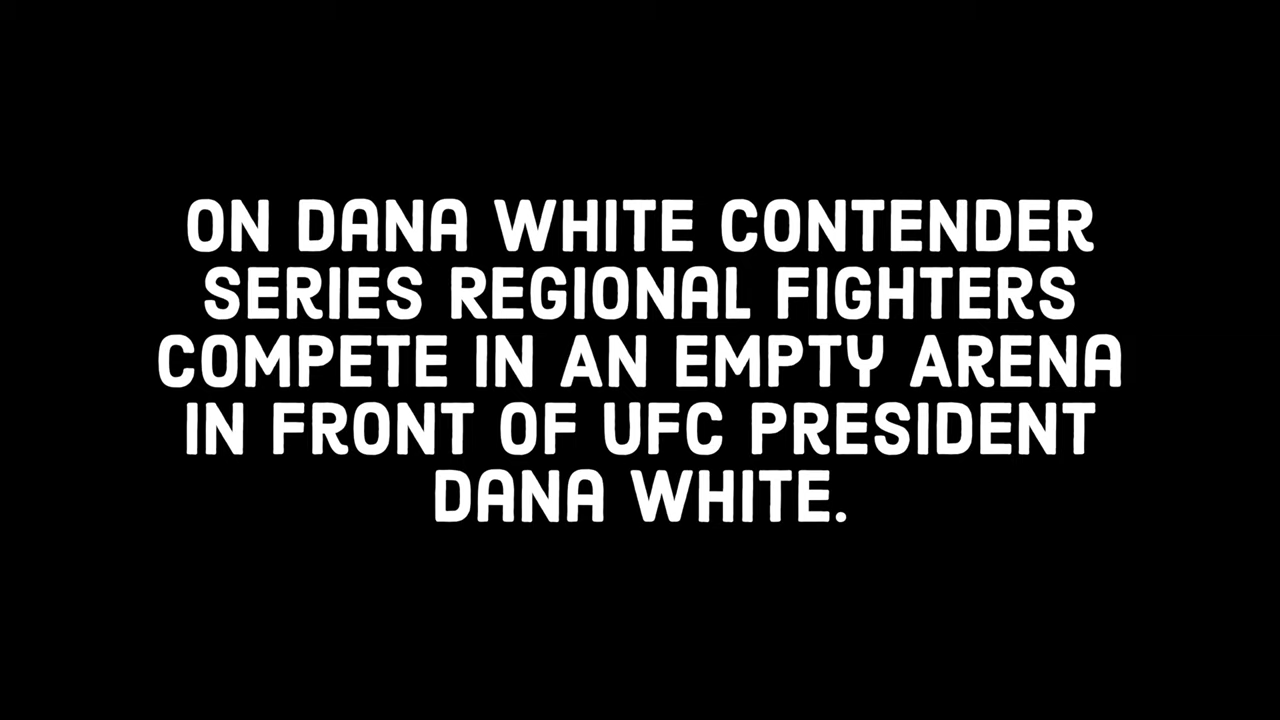 ON DANA WHITE CONTENDER
SERIES REGIONAL FIGHTERS
COMPETE IN AN EMPTY ARENA
IN FRONT OF UFC PRESIDENT
DANA WHITE.